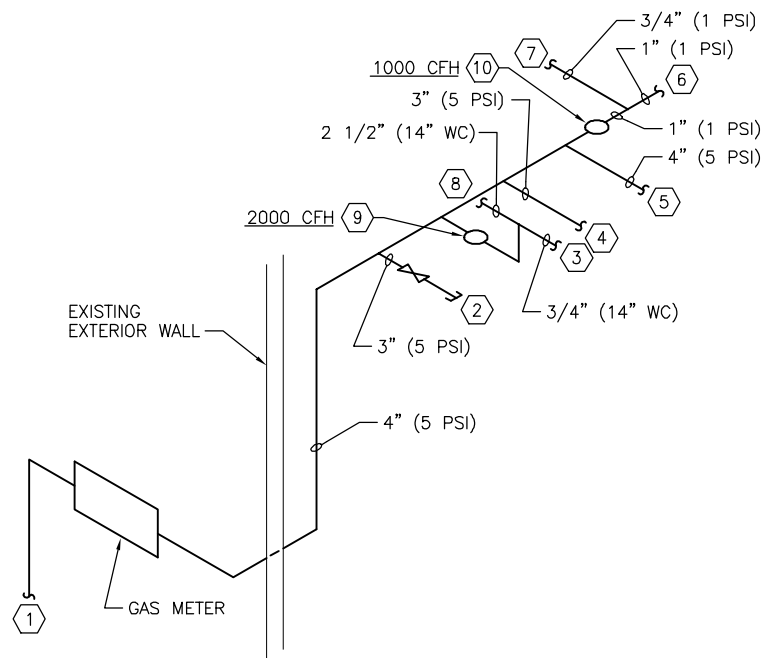 3/4” (1 PSI)
7
1” (1 PSI)
1000 CFH
10
6
3” (5 PSI)
2 1/2” (14” WC)
1” (1 PSI)
4” (5 PSI)
8
5
2000 CFH
9
4
3
2
3/4” (14” WC)
EXISTING
EXTERIOR WALL
3” (5 PSI)
4” (5 PSI)
1
GAS METER